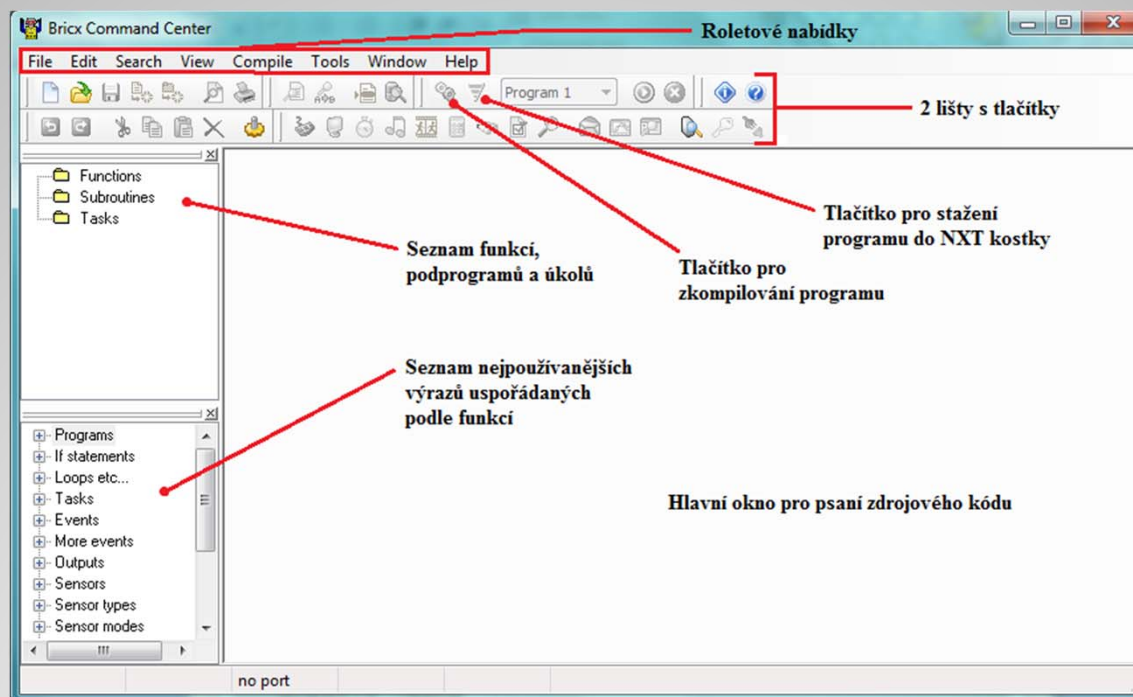 Bricx Command Center
Roletové nabídky
File Edit Search View Compile Tools Window Help
Program 1
2 lišty s tlačítky
Functions
Subroutines
Tasks
Tlačítko pro stažení
programu do NXT kostky
Seznam funkcí,
podprogramů a úkolů
Tlačítko pro
zkompilování programu
Seznam nejpoužívanějších
výrazů uspořádaných
podle funkcí
Programs
If statements
Loops etc...
Tasks
Events
More events
Outputs
Sensors
Sensor types
Sensor modes
Hlavní okno pro psaní zdrojového kódu
no port